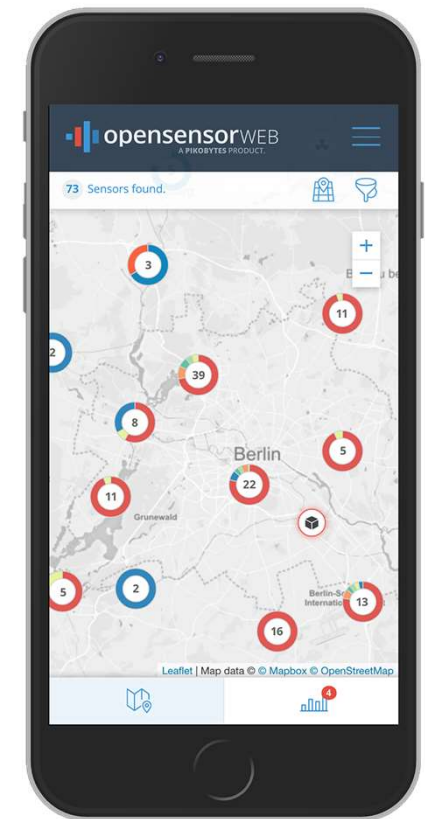 opensensorWEB
A PIKOBYTES PRODUCT.
73 Sensors found.
+
−
3
11
2
39
8
Berlin
5
22
11
Grunewald
5
2
13
16
Leaflet | Map data © © Mapbox © OpenStreetMap
4